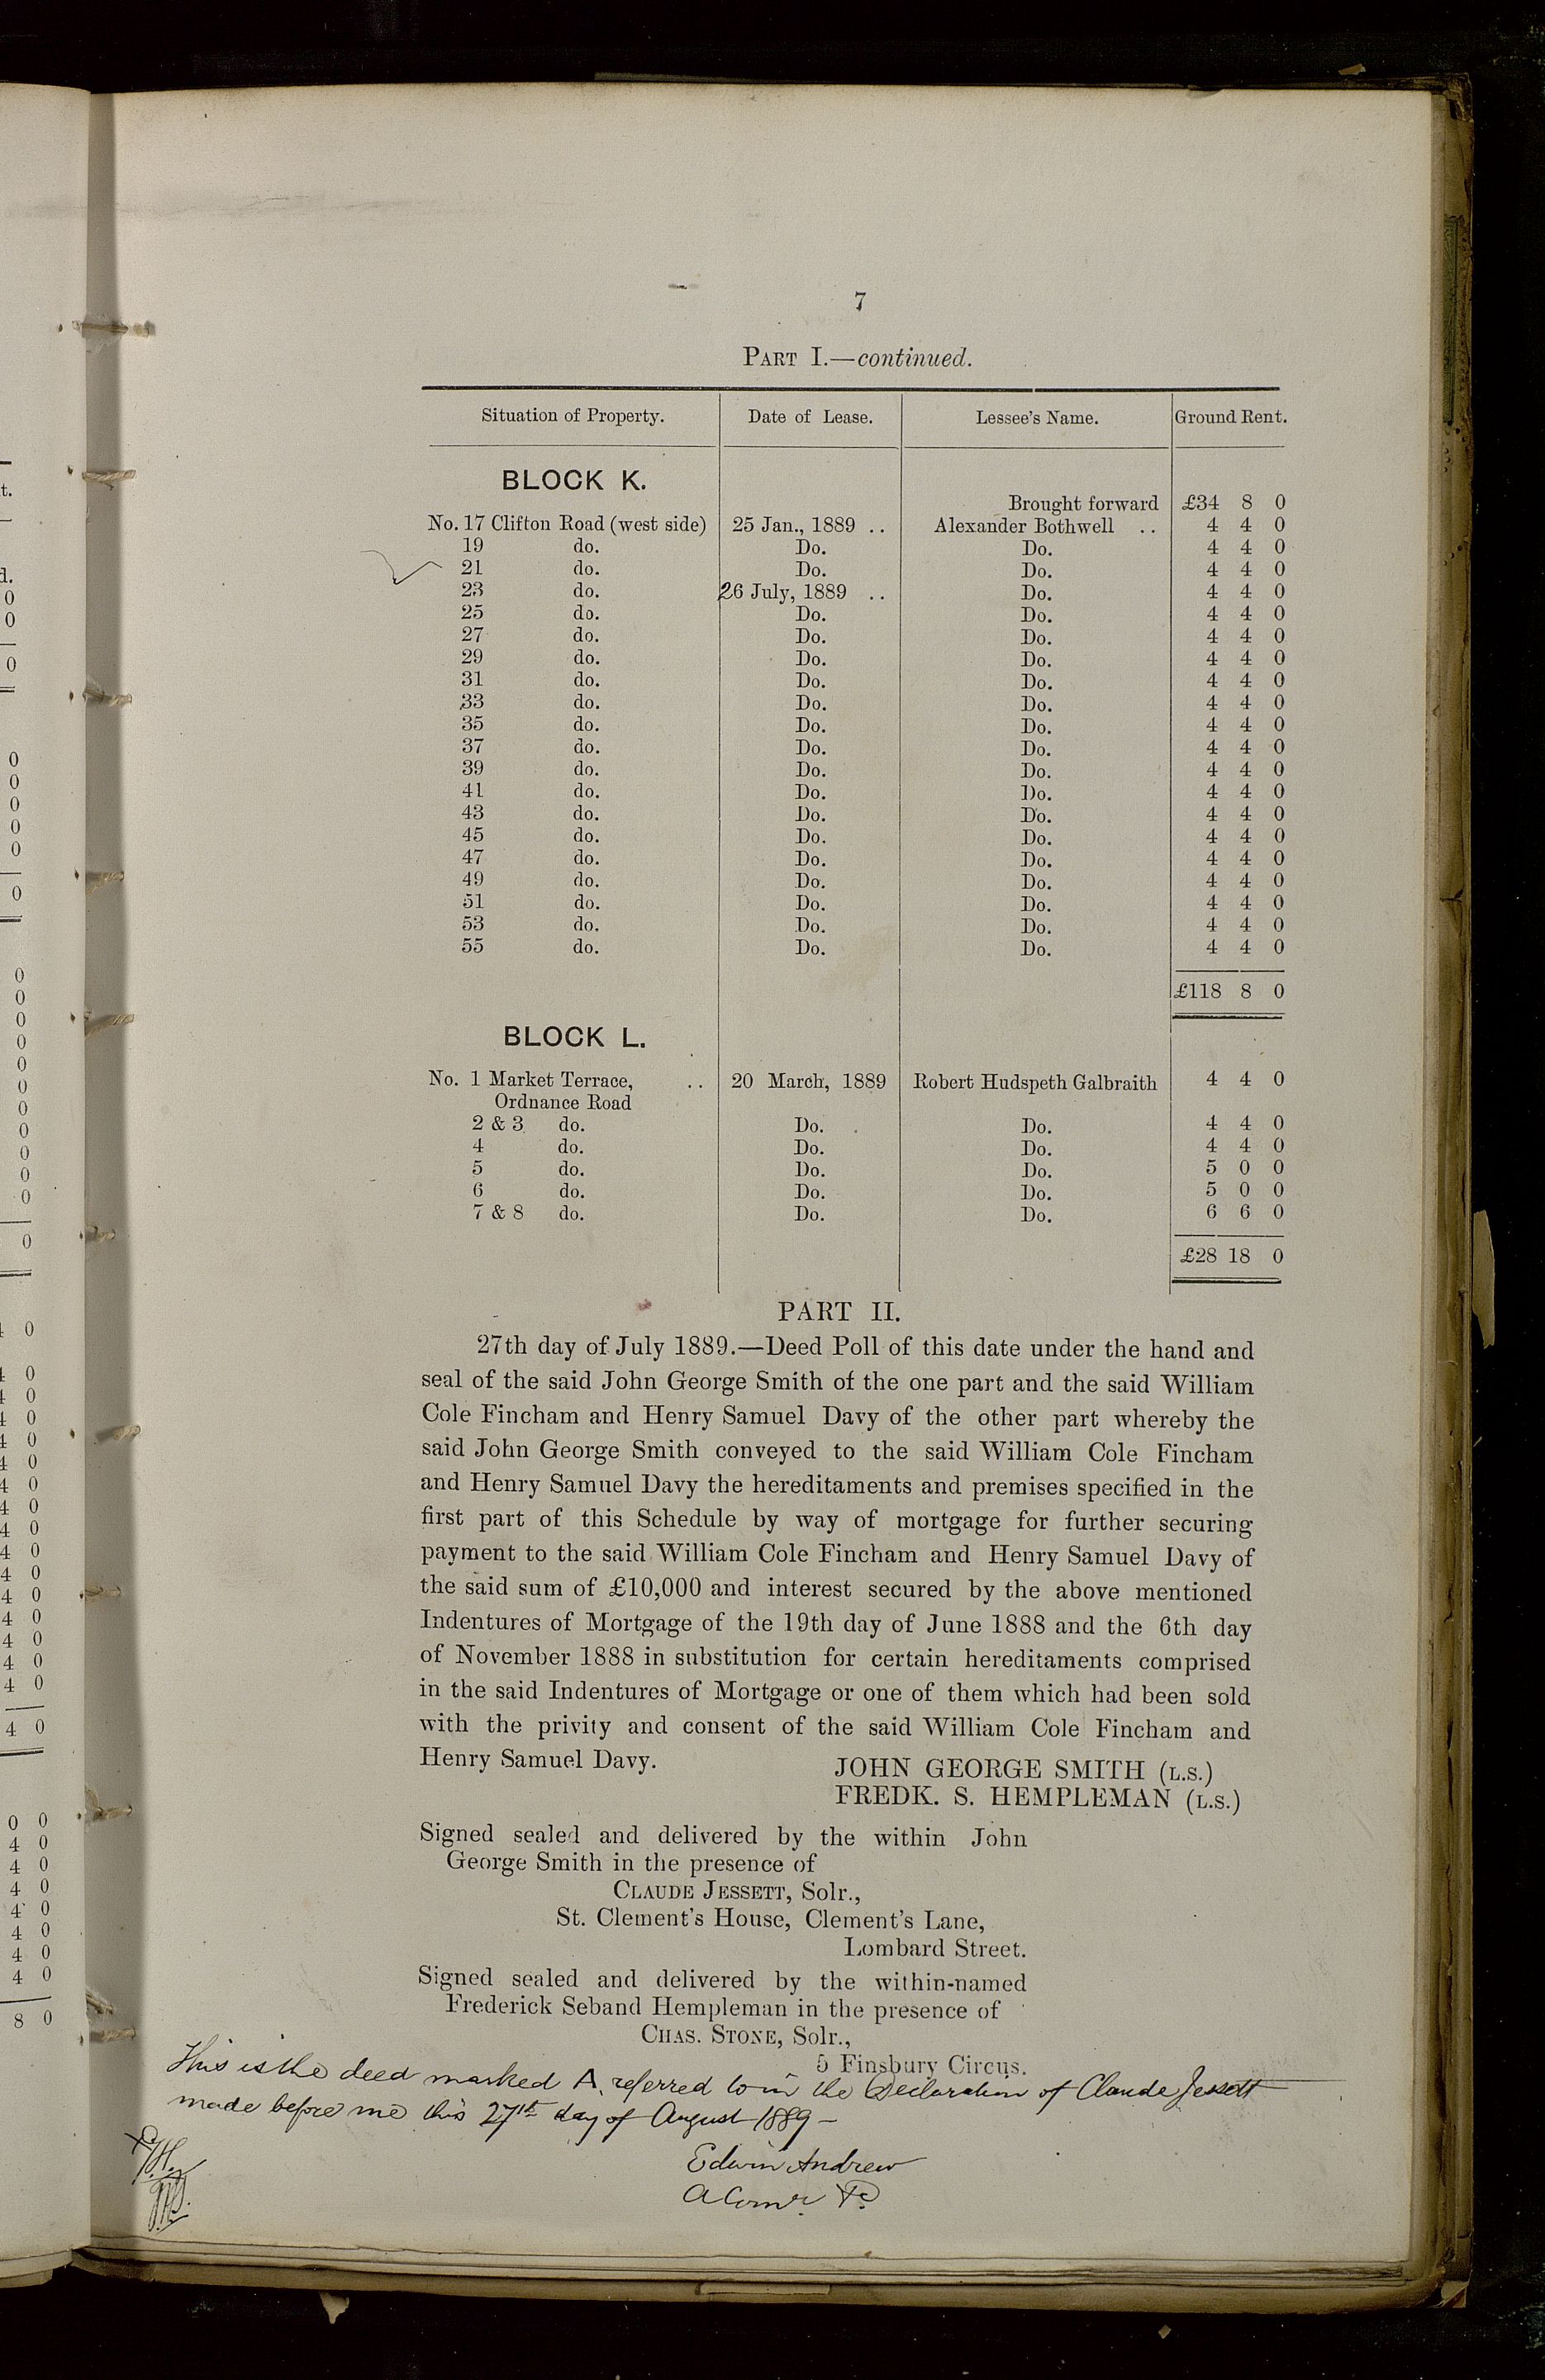 7
PART I.—continued.
Situation of Property. Date of Lease. Lessee's Name. Ground Rent.
BLOCK K.
Brought forward £34 8 0
No. 17 Clifton Road (west side) 25 Jan., 1889 .. Alexander Bothwell .. 4 4 0
19 do. Do. Do. 4 4 0
21 do. Do. Do. 4 4 0
23 do. 26 July, 1889 .. Do. 4 4 0
25 do. Do. Do. 4 4 0
27 do. Do. Do. 4 4 0
29 do. Do. Do. 4 4 0
31 do. Do. Do. 4 4 0
33 do. Do. Do. 4 4 0
35 do. Do. Do. 4 4 0
37 do. Do. Do. 4 4 0
39 do. Do. Do. 4 4 0
41 do. Do. Do. 4 4 0
43 do. Do. Do. 4 4 0
45 do. Do. Do. 4 4 0
47 do. Do. Do. 4 4 0
49 do. Do. Do. 4 4 0
51 do. Do. Do. 4 4 0
53 do. Do. Do. 4 4 0
55 do. Do. Do. 4 4 0
£118 8 0
BLOCK L.
No. 1 Market Terrace, .. 20 March, 1889 Robert Hudspeth Galbraith 4 4 0
Ordnance Road
2 & 3 do. Do. Do. 4 4 0
4 do. Do. Do. 4 4 0
5 do. Do. Do. 5 0 0
6 do. Do. Do. 5 0 0
7 & 8 do. Do. Do. 6 6 0
£28 18 0
PART II.
27th day of July 1889.—Deed Poll of this date under the hand and
seal of the said John George Smith of the one part and the said William
Cole Fincham and Henry Samuel Davy of the other part whereby the
said John George Smith conveyed to the said William Cole Fincham
and Henry Samuel Davy the hereditaments and premises specified in the
first part of this Schedule by way of mortgage for further securing
payment to the said William Cole Fincham and Henry Samuel Davy of
the said sum of £10,000 and interest secured by the above mentioned
Indentures of Mortgage of the 19th day of June 1888 and the 6th day
of November 1888 in substitution for certain hereditaments comprised
in the said Indentures of Mortgage or one of them which had been sold
with the privity and consent of the said William Cole Fincham and
Henry Samuel Davy.
JOHN GEORGE SMITH (L.S.)
FREDK. S. HEMPLEMAN (L.S.)
Signed sealed and delivered by the within John
George Smith in the presence of
CLAUDE JESSETT, Solr.,
St. Clement's House, Clement's Lane,
Lombard Street.
Signed sealed and delivered by the within-named
Frederick Seband Hempleman in the presence of
CHAS. STONE, Solr.,
5 Finsbury Circus.
This is the deed marked A. referred to in the Declaration of Claude Jessett
made before me this 27th day of August 1889 –
Edwin Andrew
A Comr. &c